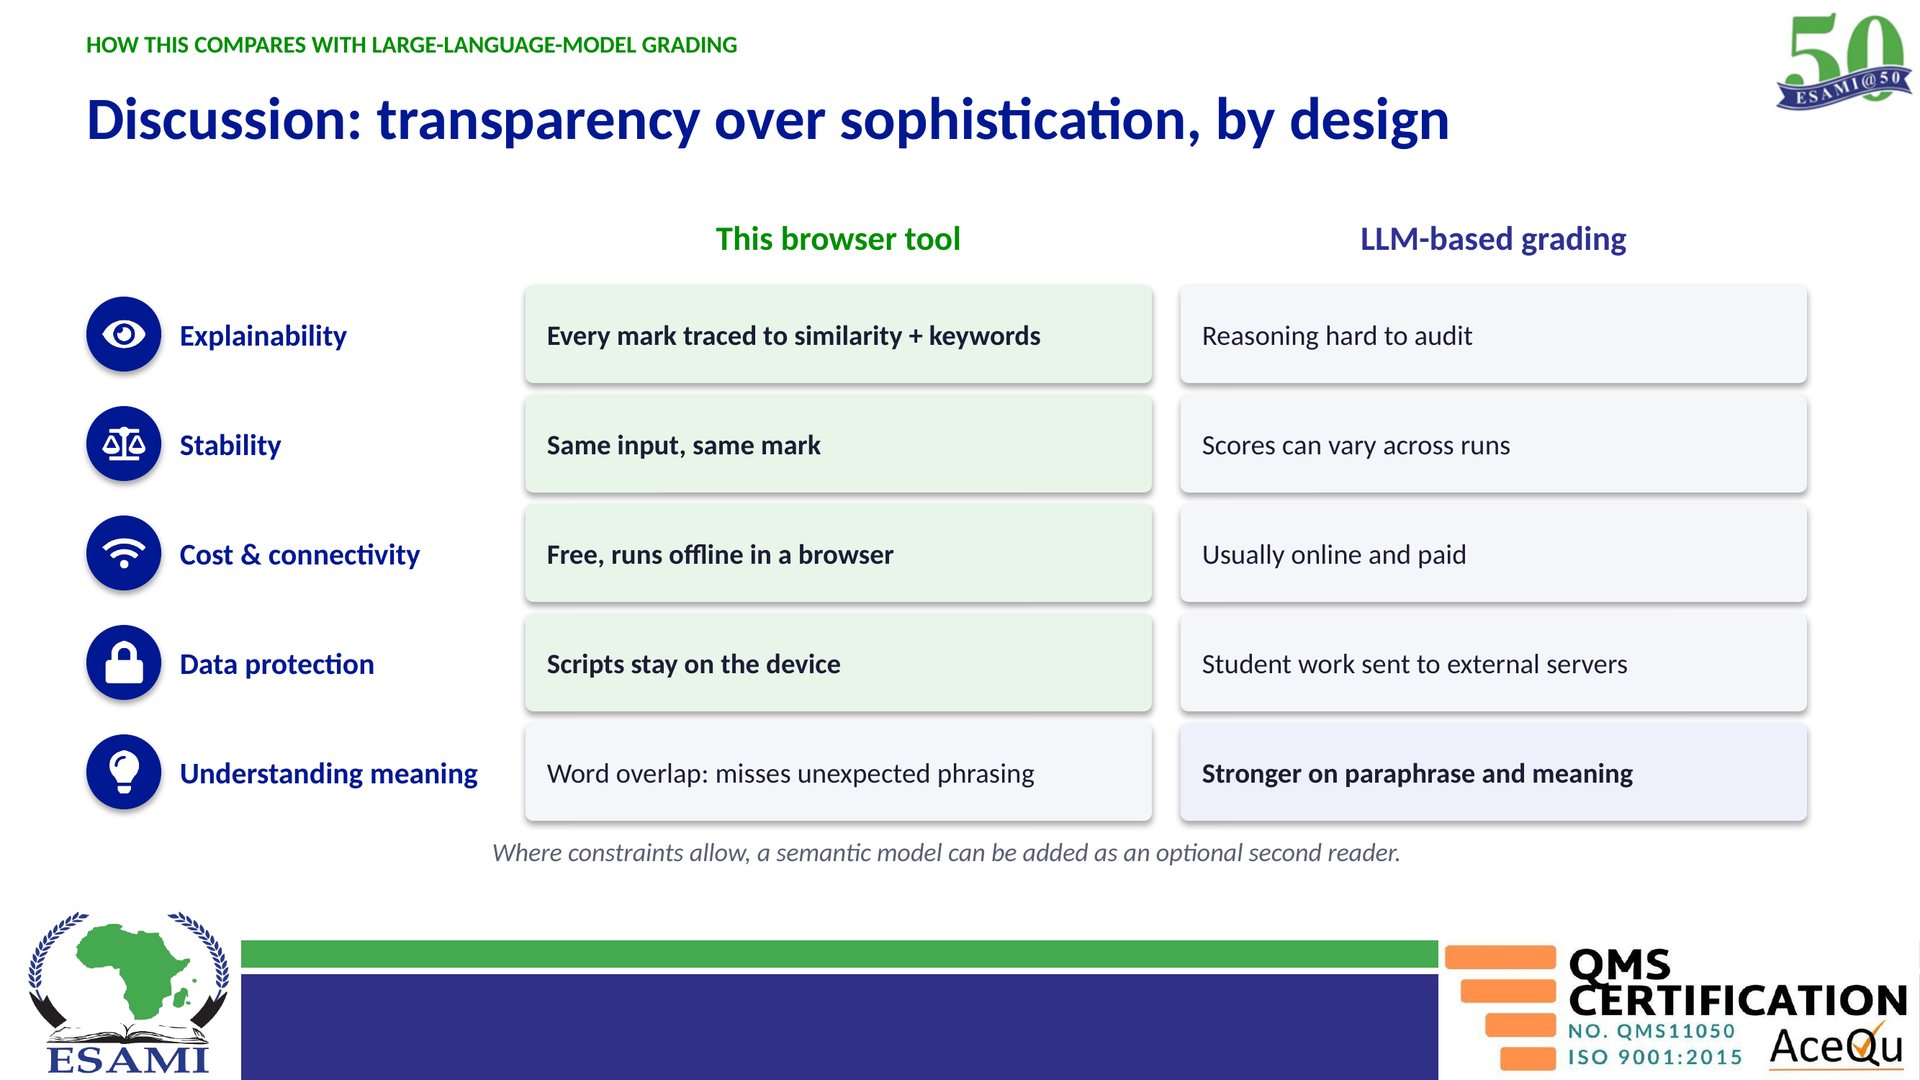 HOW THIS COMPARES WITH LARGE-LANGUAGE-MODEL GRADING
50
ESAMI@50
Discussion: transparency over sophistication, by design
This browser tool
LLM-based grading
Explainability
Every mark traced to similarity + keywords
Reasoning hard to audit
Stability
Same input, same mark
Scores can vary across runs
Cost & connectivity
Free, runs offline in a browser
Usually online and paid
Data protection
Scripts stay on the device
Student work sent to external servers
Understanding meaning
Word overlap: misses unexpected phrasing
Stronger on paraphrase and meaning
Where constraints allow, a semantic model can be added as an optional second reader.
ESAMI
QMS
CERTIFICATION
NO. QMS11050
ISO 9001:2015
AceQu